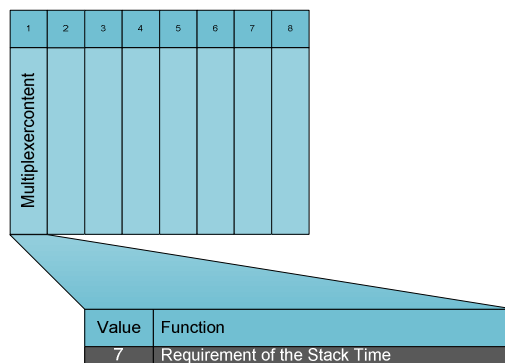 1 2 3 4 5 6 7 8
Multiplexercontent
Value Function
7 Requirement of the Stack Time